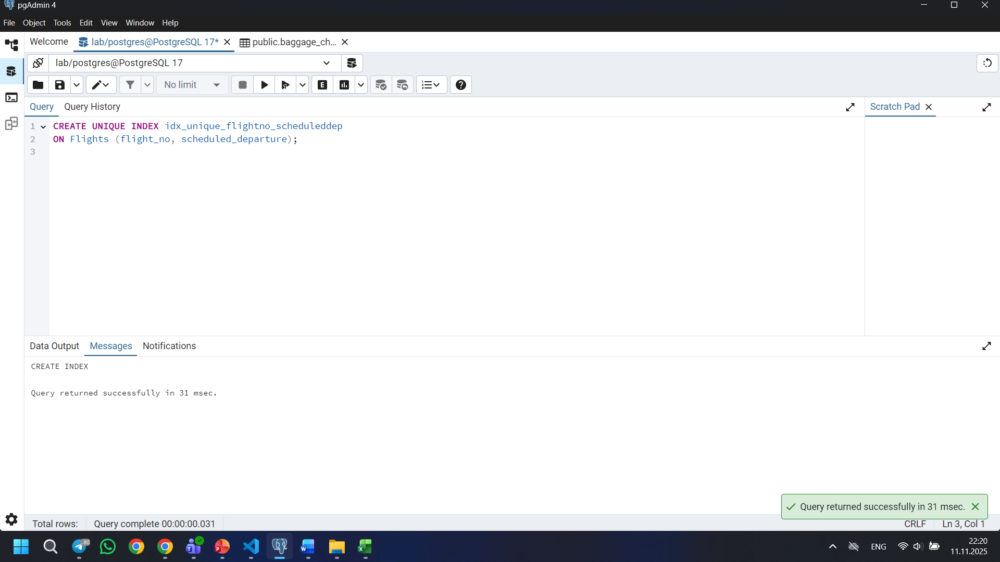 pgAdmin 4
File Object Tools Edit View Window Help
Welcome lab/postgres@PostgreSQL 17* public.baggage_ch...
lab/postgres@PostgreSQL 17
No limit E
Query Query History Scratch Pad
1 CREATE UNIQUE INDEX idx_unique_flightno_scheduleddep
2 ON Flights (flight_no, scheduled_departure);
3
Data Output Messages Notifications
CREATE INDEX
Query returned successfully in 31 msec.
Query returned successfully in 31 msec.
Total rows: Query complete 00:00:00.031 CRLF Ln 3, Col 1
..80
ENG
22:20
11.11.2025